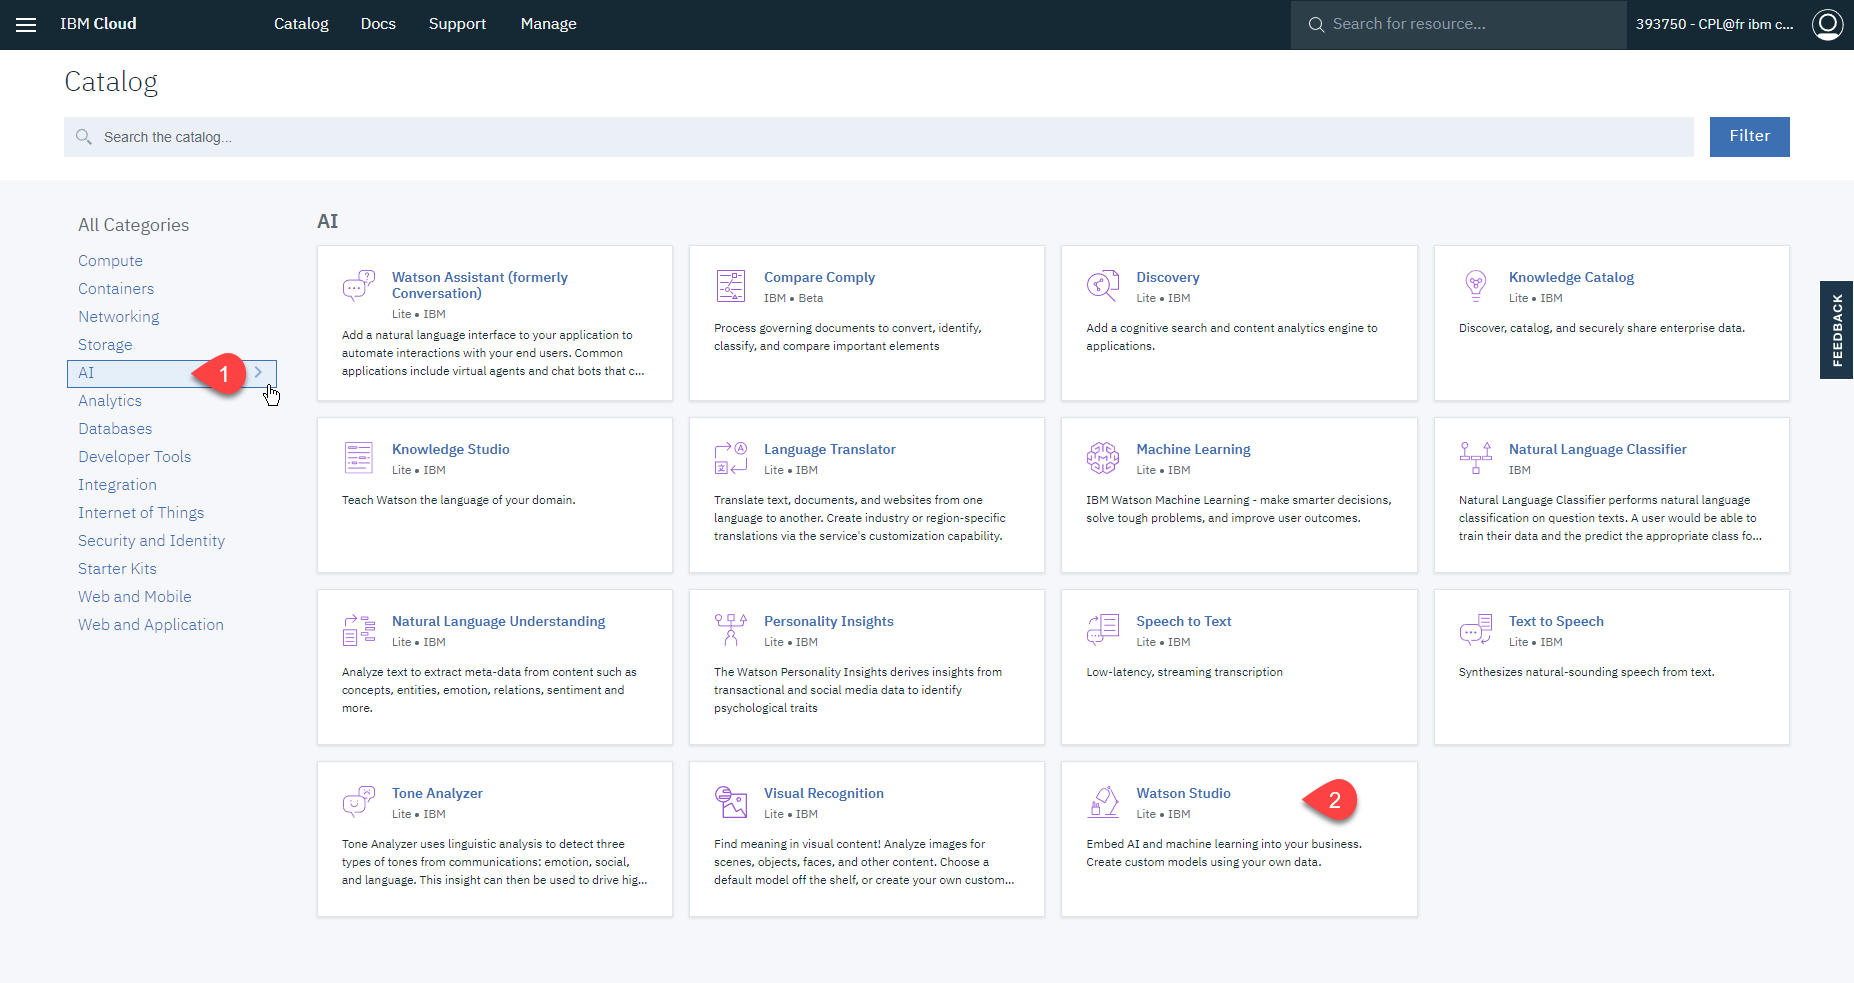 IBM Cloud
Catalog
Docs
Support
Manage
Search for resource...
393750 - CPL@fr ibm c...
Catalog
Search the catalog...
Filter
All Categories
Compute
Containers
Networking
Storage
AI
1
Analytics
Databases
Developer Tools
Integration
Internet of Things
Security and Identity
Starter Kits
Web and Mobile
Web and Application
AI
Watson Assistant (formerly
Conversation)
Lite • IBM
Add a natural language interface to your application to
automate interactions with your end users. Common
applications include virtual agents and chat bots that c...
Compare Comply
IBM • Beta
Process governing documents to convert, identify,
classify, and compare important elements
Discovery
Lite • IBM
Add a cognitive search and content analytics engine to
applications.
Knowledge Catalog
Lite • IBM
Discover, catalog, and securely share enterprise data.
Knowledge Studio
Lite • IBM
Teach Watson the language of your domain.
Language Translator
Lite • IBM
Translate text, documents, and websites from one
language to another. Create industry or region-specific
translations via the service's customization capability.
Machine Learning
Lite • IBM
IBM Watson Machine Learning - make smarter decisions,
solve tough problems, and improve user outcomes.
Natural Language Classifier
IBM
Natural Language Classifier performs natural language
classification on question texts. A user would be able to
train their data and the predict the appropriate class fo...
Natural Language Understanding
Lite • IBM
Analyze text to extract meta-data from content such as
concepts, entities, emotion, relations, sentiment and
more.
Personality Insights
Lite • IBM
The Watson Personality Insights derives insights from
transactional and social media data to identify
psychological traits
Speech to Text
Lite • IBM
Low-latency, streaming transcription
Text to Speech
Lite • IBM
Synthesizes natural-sounding speech from text.
Tone Analyzer
Lite • IBM
Tone Analyzer uses linguistic analysis to detect three
types of tones from communications: emotion, social,
and language. This insight can then be used to drive hig...
Visual Recognition
Lite • IBM
Find meaning in visual content! Analyze images for
scenes, objects, faces, and other content. Choose a
default model off the shelf, or create your own custom...
Watson Studio
Lite • IBM
2
Embed AI and machine learning into your business.
Create custom models using your own data.
FEEDBACK